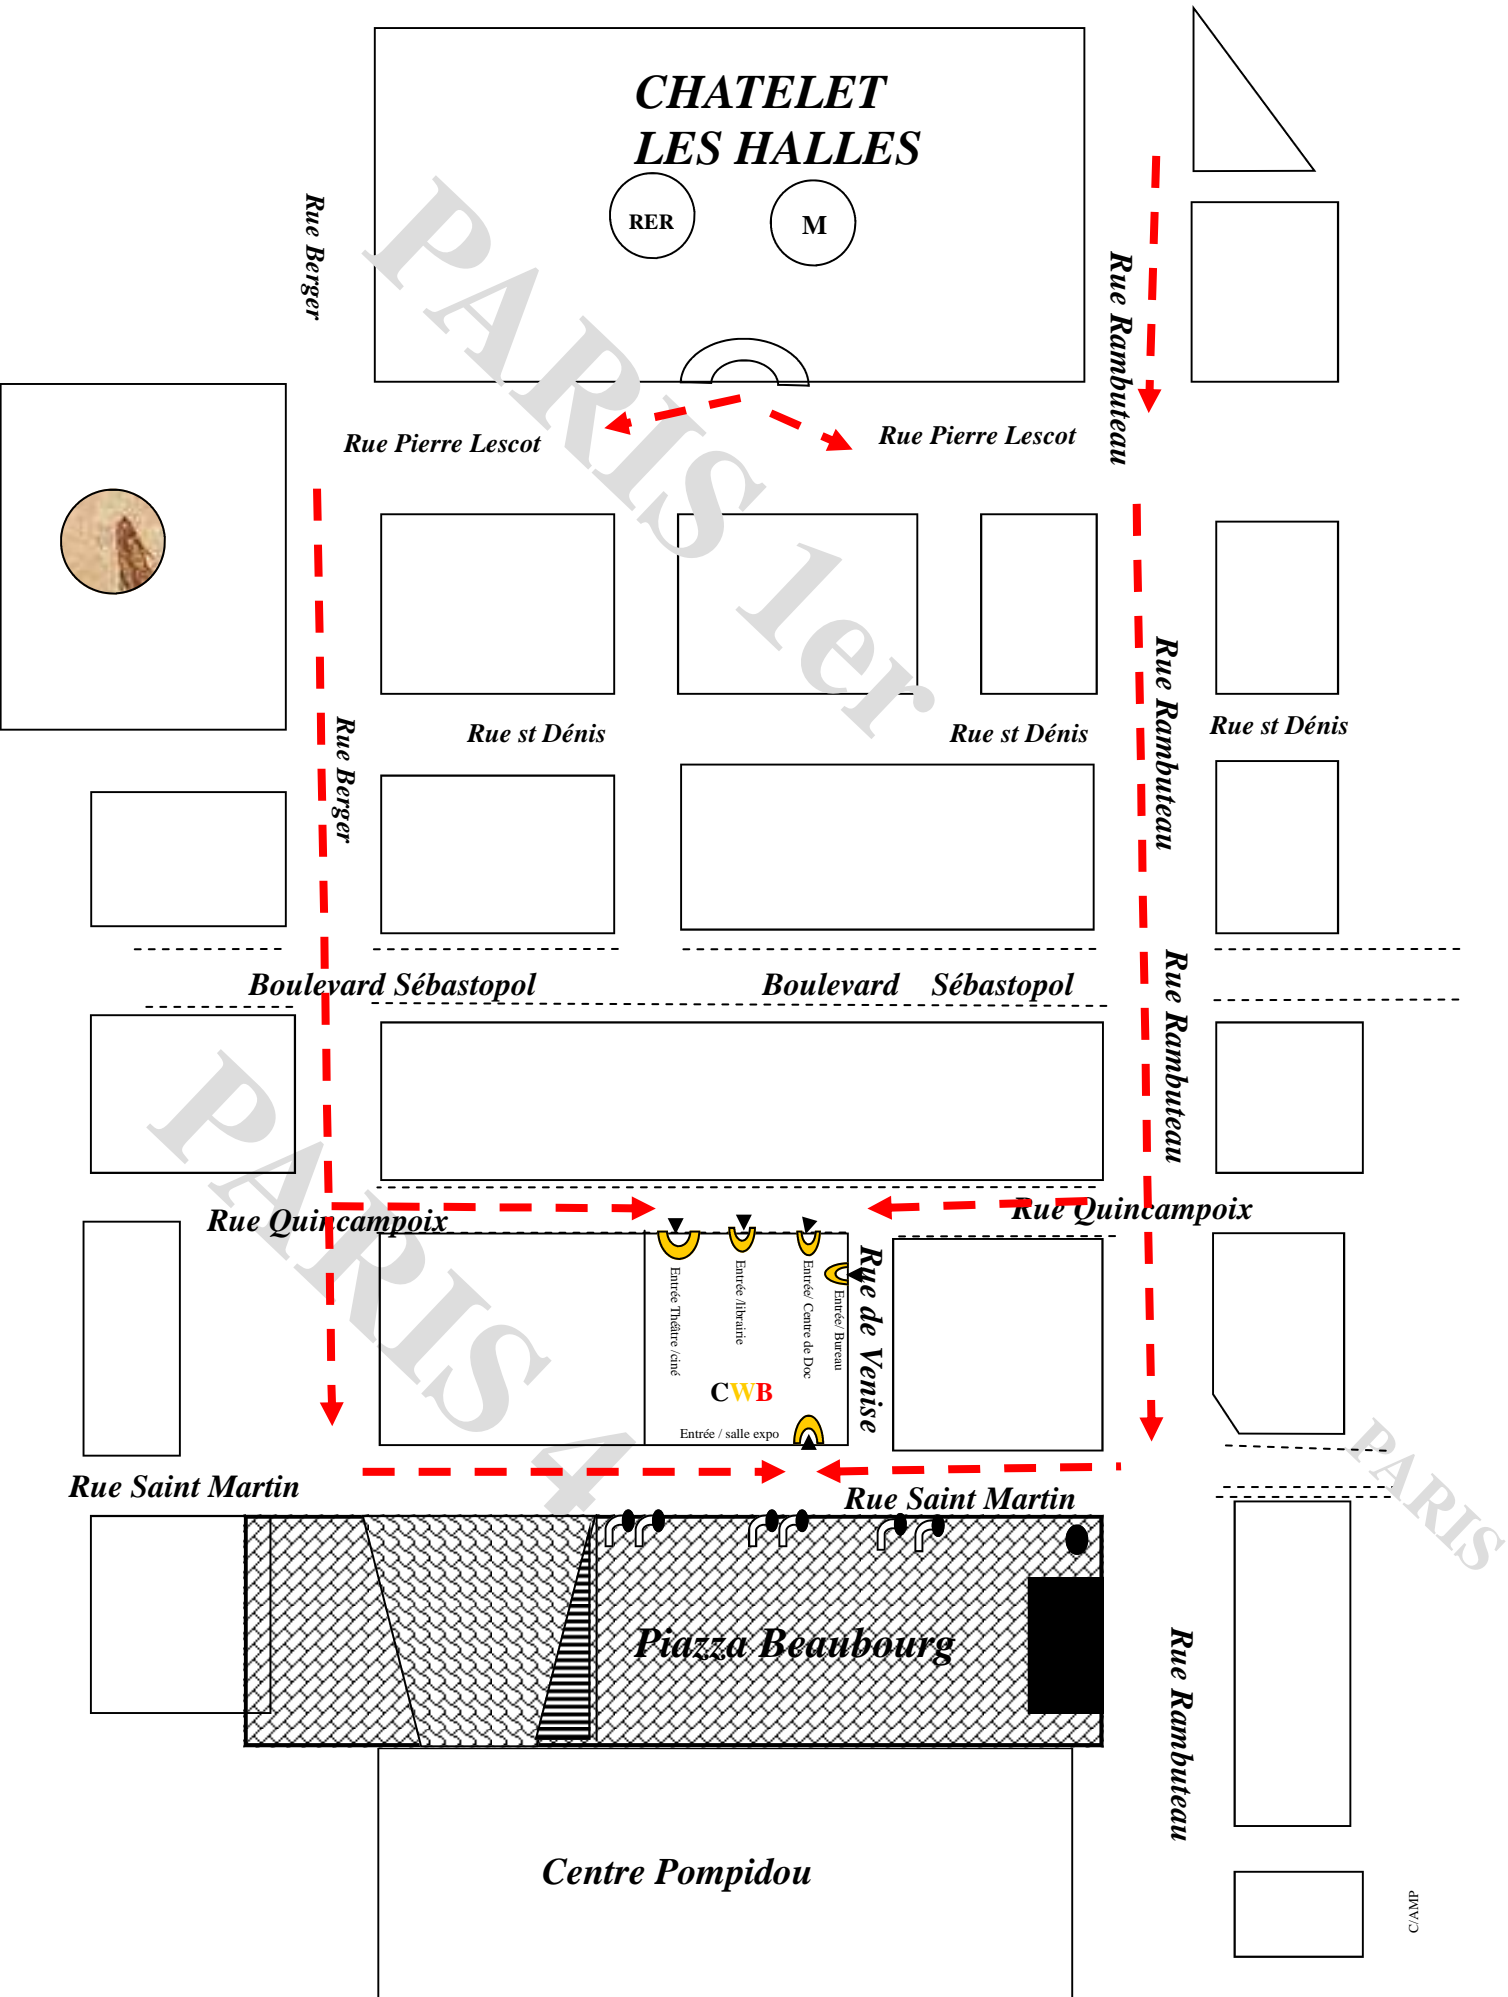 CHATELET
LES HALLES
RER
M
Rue Berger
Rue Rambuteau
PARIS 1er
Rue Pierre Lescot
Rue Pierre Lescot
Rue Berger
Rue st Dénis
Rue st Dénis
Rue st Dénis
Rue Rambuteau
Boulevard Sébastopol
Boulevard Sébastopol
Rue Rambuteau
PARIS 4
Rue Quincampoix
Rue Quincampoix
Entrée Théâtre /ciné
Entrée /librairie
Entrée/ Centre de Doc
Entrée/ Bureau
Rue de Venise
CWB
Entrée / salle expo
Rue Saint Martin
Rue Saint Martin
PARIS
Piazza Beaubourg
Rue Rambuteau
Centre Pompidou
C/AMP